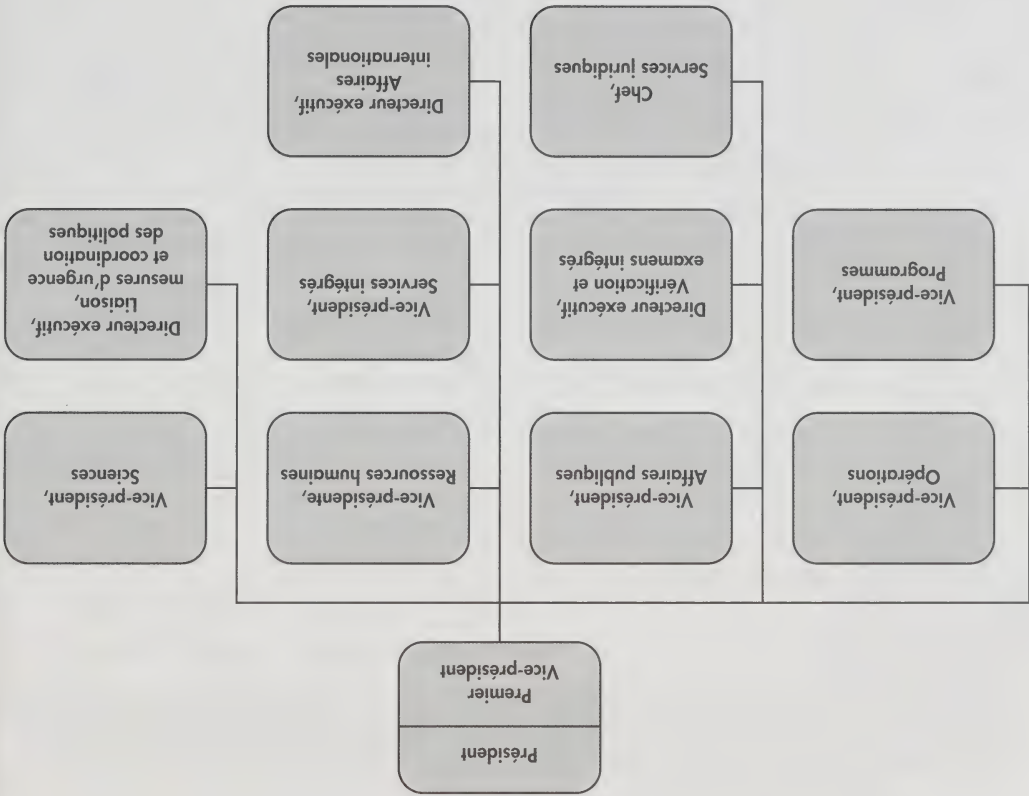 Président
Premier
Vice-président
Vice-président,
Opérations
Vice-président,
Affaires publiques
Vice-présidente,
Ressources humaines
Vice-président,
Sciences
Vice-président,
Programmes
Directeur exécutif,
Vérification et
examens intégrés
Vice-président,
Services intégrés
Directeur exécutif,
Liaison,
mesures d'urgence
et coordination
des politiques
Chef,
Services juridiques
Directeur exécutif,
Affaires
internationales